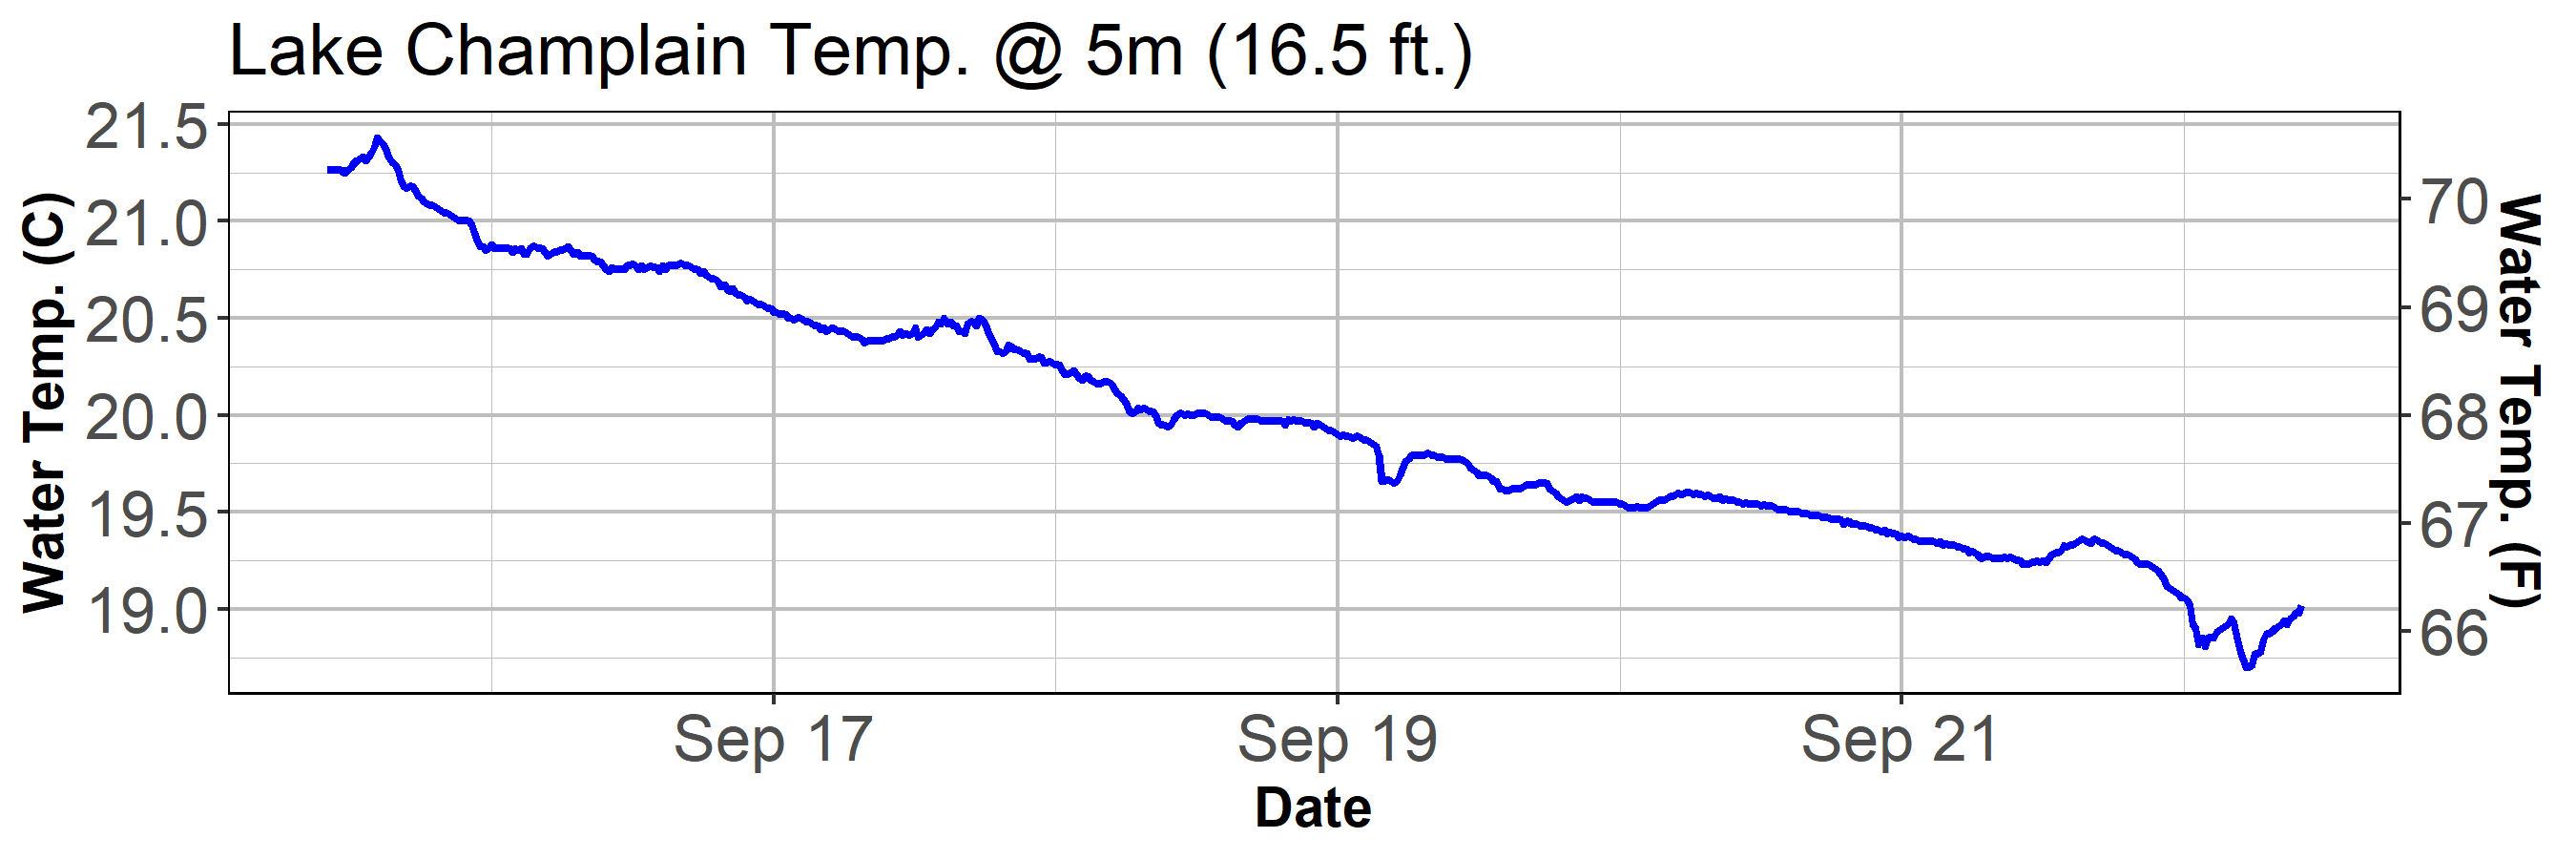 Lake Champlain Temp. @ 5m (16.5 ft.)
Water Temp. (C)
21.5
21.0
20.5
20.0
19.5
19.0
70
69
68
67
66
Water Temp. (F)
Sep 17
Sep 19
Sep 21
Date